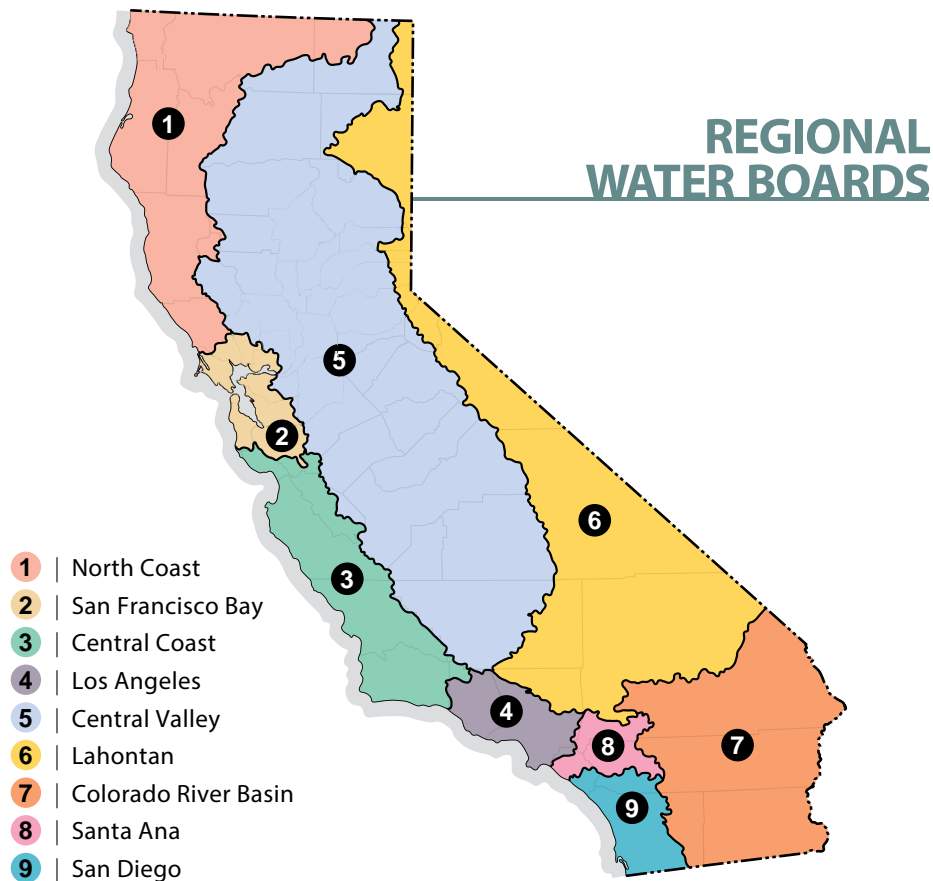 REGIONAL
WATER BOARDS
1
5
2
6
3
4
8
7
9
1 | North Coast
2 | San Francisco Bay
3 | Central Coast
4 | Los Angeles
5 | Central Valley
6 | Lahontan
7 | Colorado River Basin
8 | Santa Ana
9 | San Diego